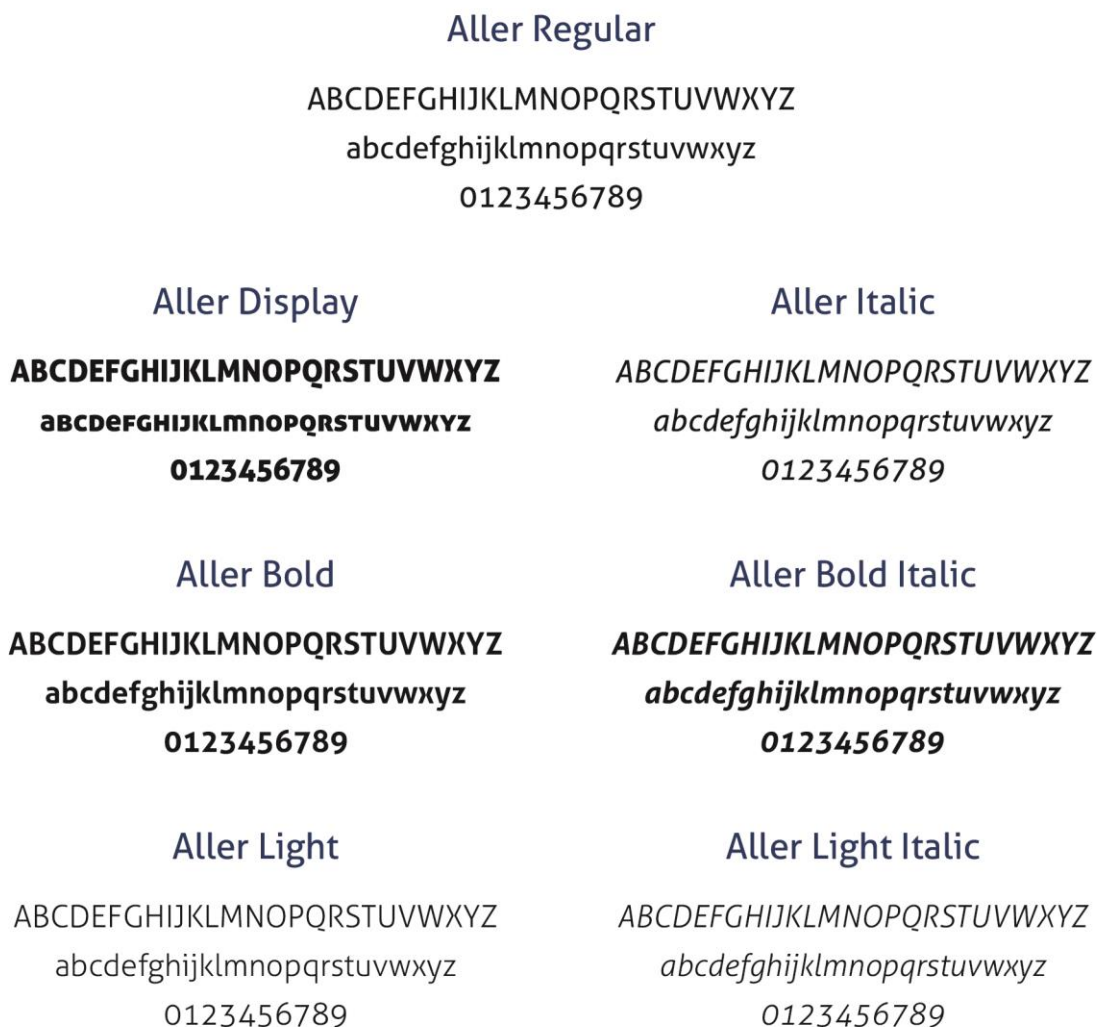 Aller Regular
ABCDEFGHIJKLMNOPQRSTUVWXYZ
abcdefghijklmnopqrstuvwxyz
0123456789
Aller Display
ABCDEFGHIJKLMNOPQRSTUVWXYZ
abcdefghijklmnopqrstuvwxyz
0123456789
Aller Italic
ABCDEFGHIJKLMNOPQRSTUVWXYZ
abcdefghijklmnopqrstuvwxyz
0123456789
Aller Bold
ABCDEFGHIJKLMNOPQRSTUVWXYZ
abcdefghijklmnopqrstuvwxyz
0123456789
Aller Bold Italic
ABCDEFGHIJKLMNOPQRSTUVWXYZ
abcdefghijklmnopqrstuvwxyz
0123456789
Aller Light
ABCDEFGHIJKLMNOPQRSTUVWXYZ
abcdefghijklmnopqrstuvwxyz
0123456789
Aller Light Italic
ABCDEFGHIJKLMNOPQRSTUVWXYZ
abcdefghijklmnopqrstuvwxyz
0123456789